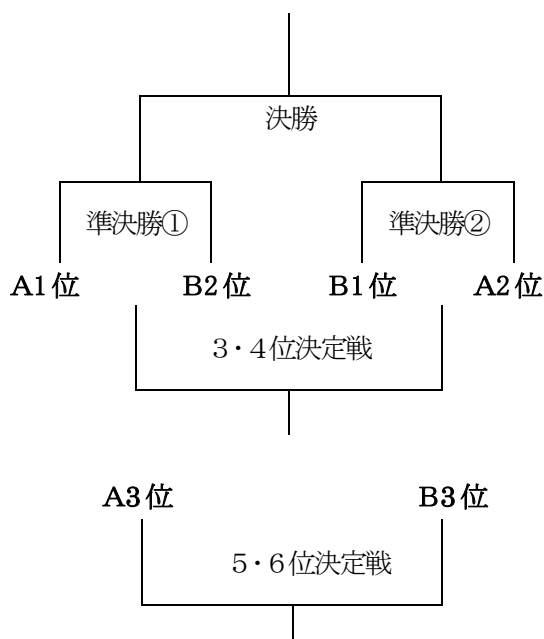 決勝
準決勝① 準決勝②
A1位 B2位 B1位 A2位
3・4位決定戦
A3位 B3位
5・6位決定戦